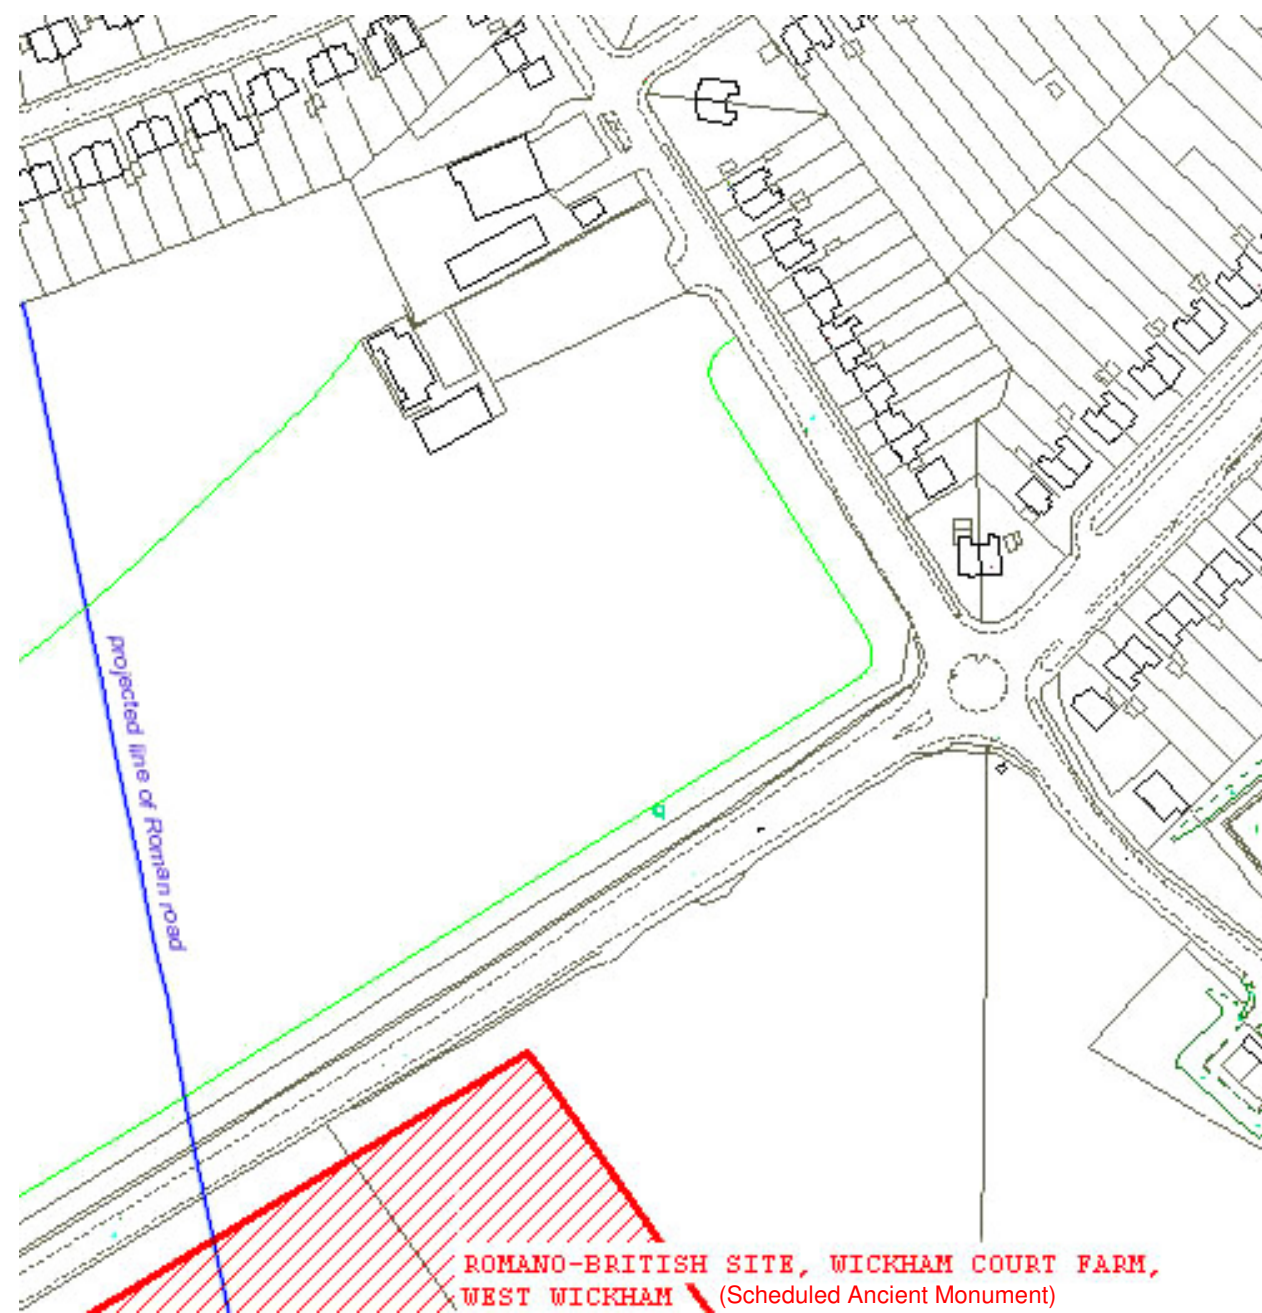 projected line of Roman road
ROMANO-BRITISH SITE, WICKHAM COURT FARM,
WEST WICKHAM (Scheduled Ancient Monument)